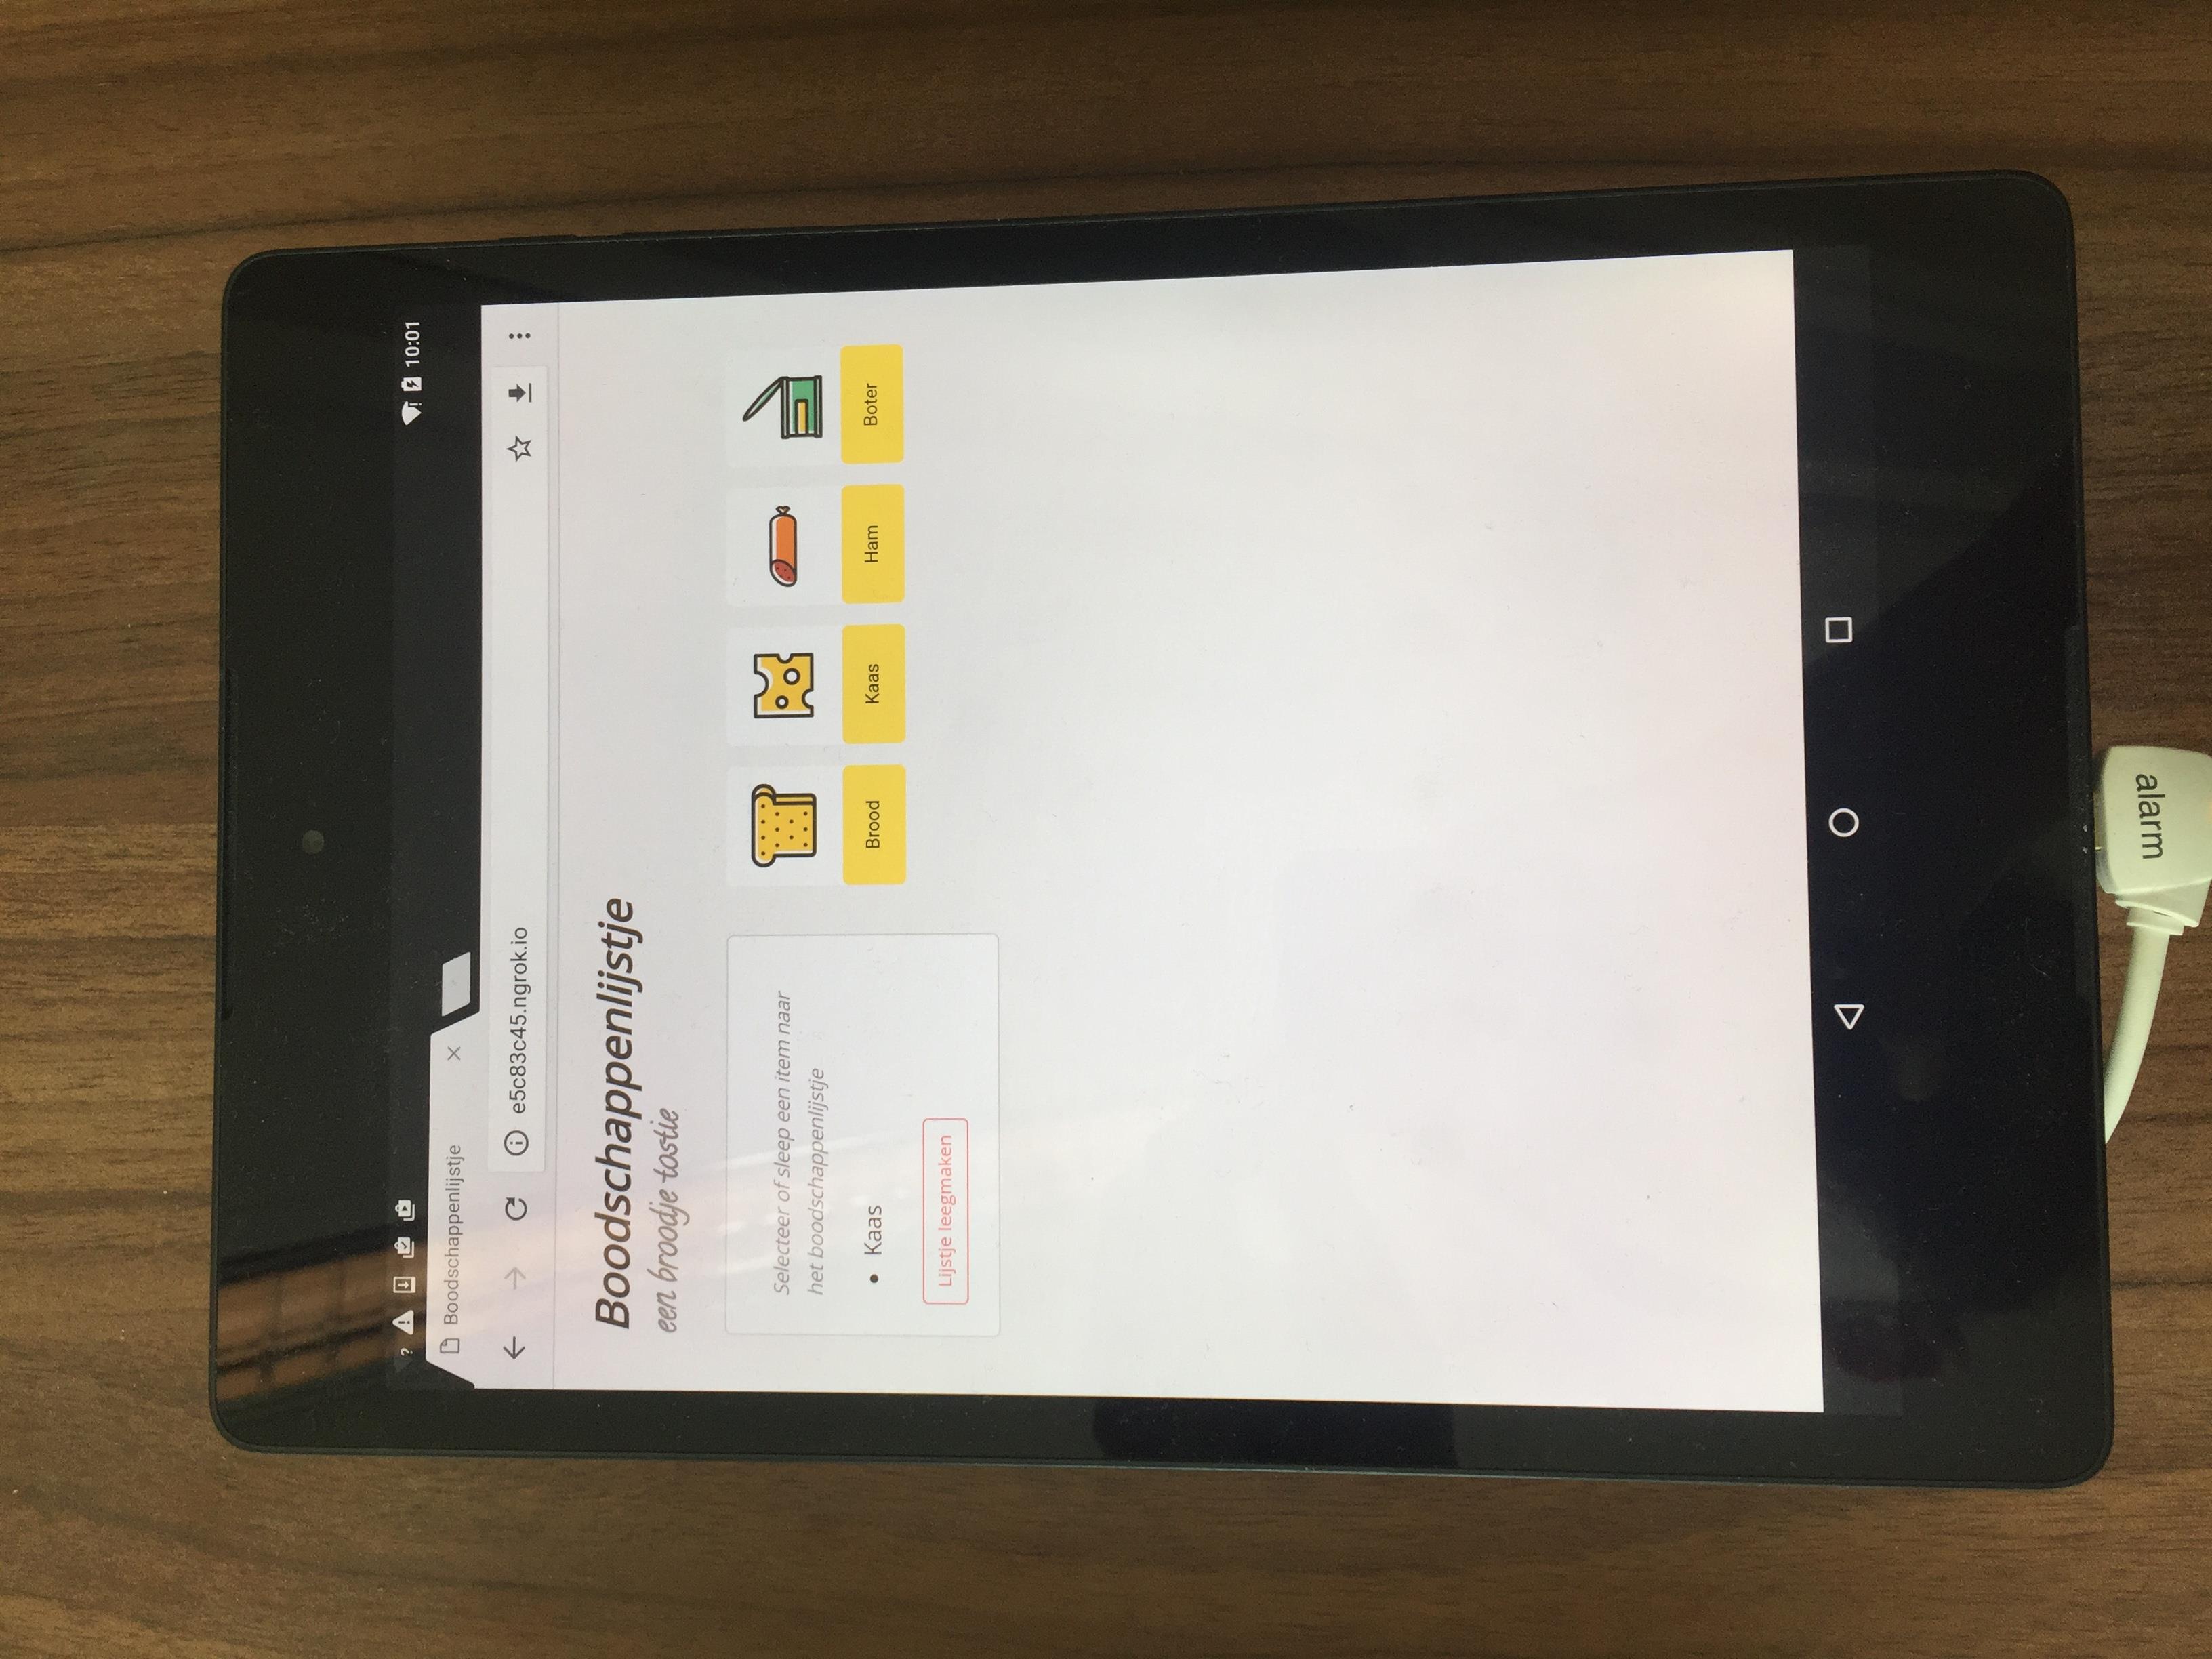 10:01
Boodschappenlijstje
e5c83c45.ngrok.io
Boodschappenlijstje
een broodje tostie
Selecteer of sleep een item naar
het boodschappenlijstje
• Kaas
Lijstje leegmaken
Brood
Kaas
Ham
Boter
alarm